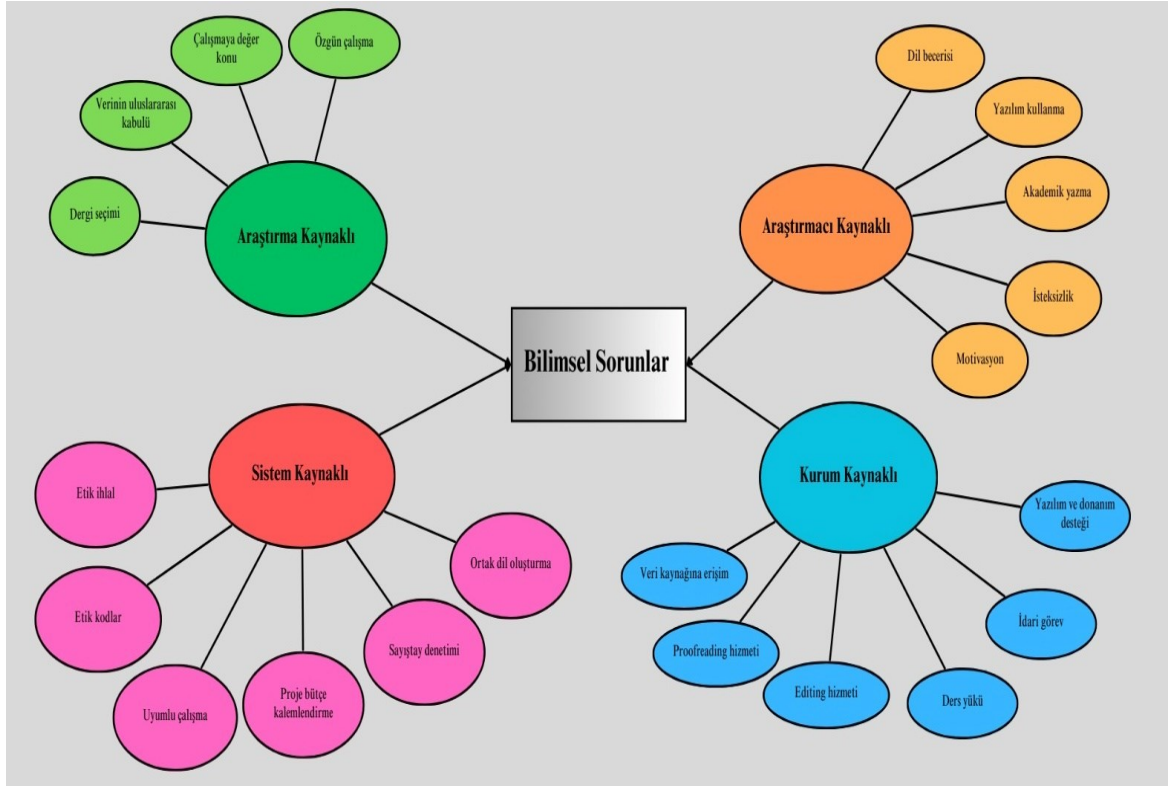 Çalışmaya değer
konu
Özgün çalışma
Verinin uluslararası
kabulü
Dergi seçimi
Araştırma Kaynaklı
Dil becerisi
Yazılım kullanma
Akademik yazma
Araştırmacı Kaynaklı
İsteksizlik
Motivasyon
Bilimsel Sorunlar
Sistem Kaynaklı
Etik ihlal
Etik kodlar
Uyumlu çalışma
Proje bütçe
kalemlendirme
Sayıştay denetimi
Ortak dil oluşturma
Kurum Kaynaklı
Yazılım ve donanım
desteği
Veri kaynağına erişim
İdari görev
Proofreading hizmeti
Editing hizmeti
Ders yükü